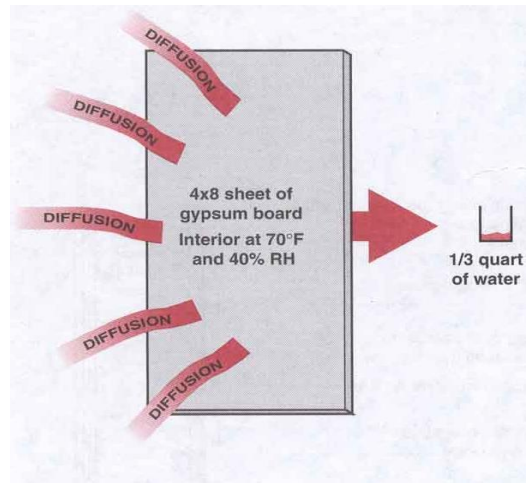 DIFFUSION
DIFFUSION
DIFFUSION
DIFFUSION
DIFFUSION
4x8 sheet of
gypsum board
Interior at 70°F
and 40% RH
1/3 quart
of water